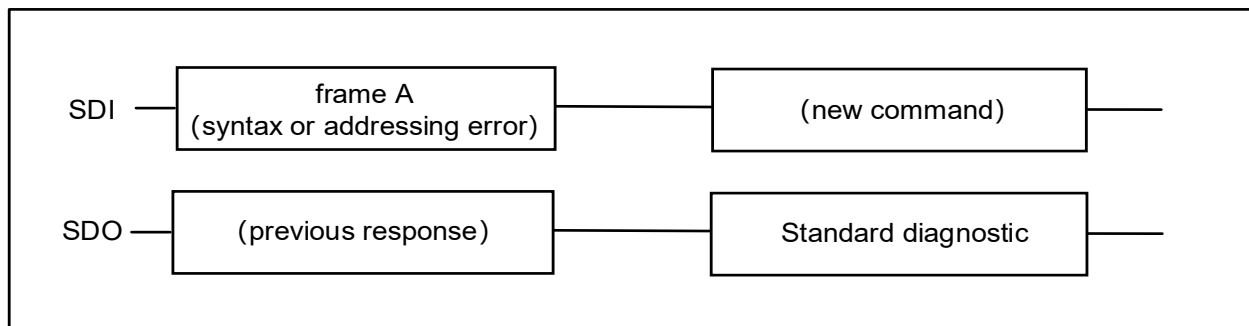 SDI
frame A
(syntax or addressing error)
(new command)
SDO
(previous response)
Standard diagnostic